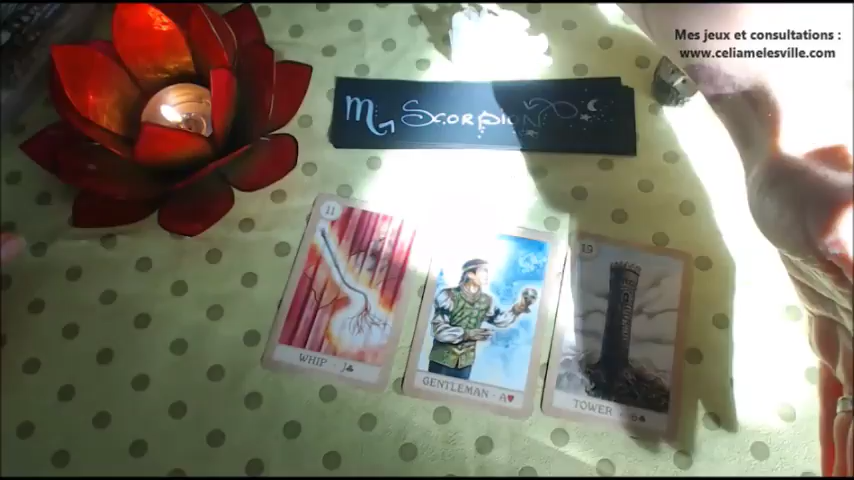 Mes jeux et consultations :
www.celiamelesville.com
Scorpion
11
WHIP · J♣
GENTLEMAN · A♥
19
TOWER · 6♠